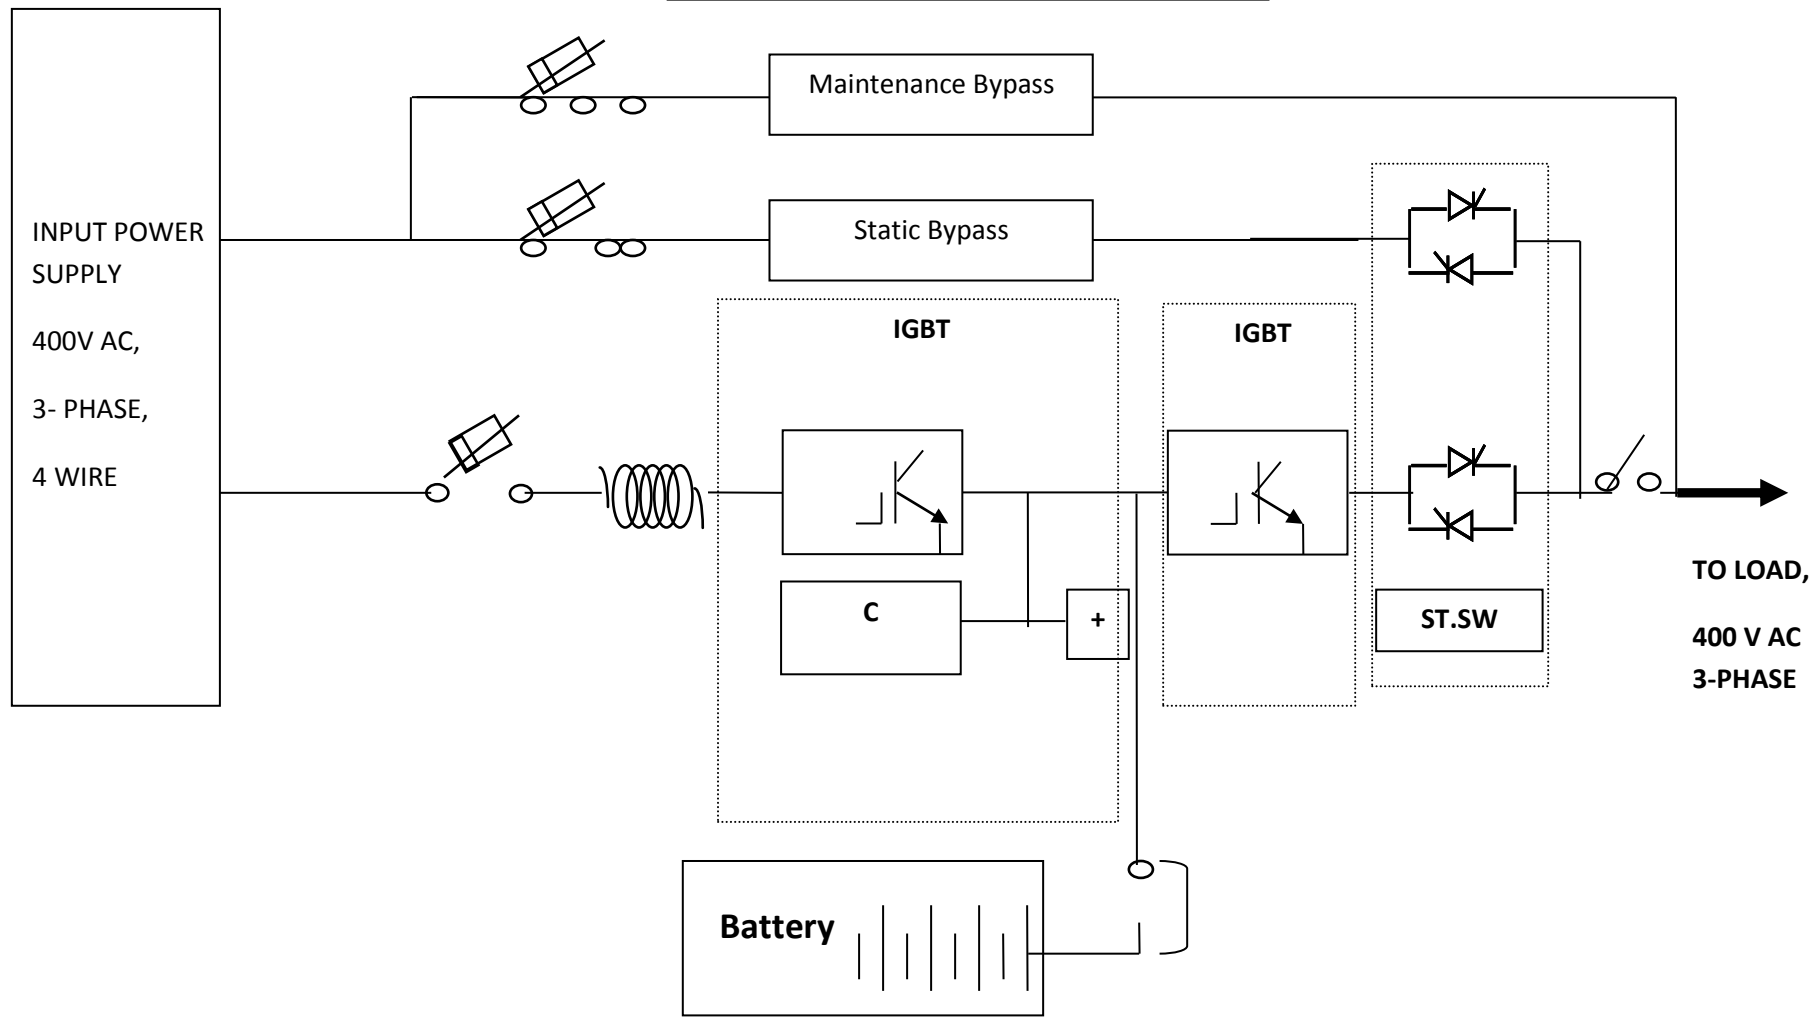 Maintenance Bypass
INPUT POWER
SUPPLY
400V AC,
3- PHASE,
4 WIRE
Static Bypass
IGBT
IGBT
C
+
ST.SW
TO LOAD,
400 V AC
3-PHASE
Battery